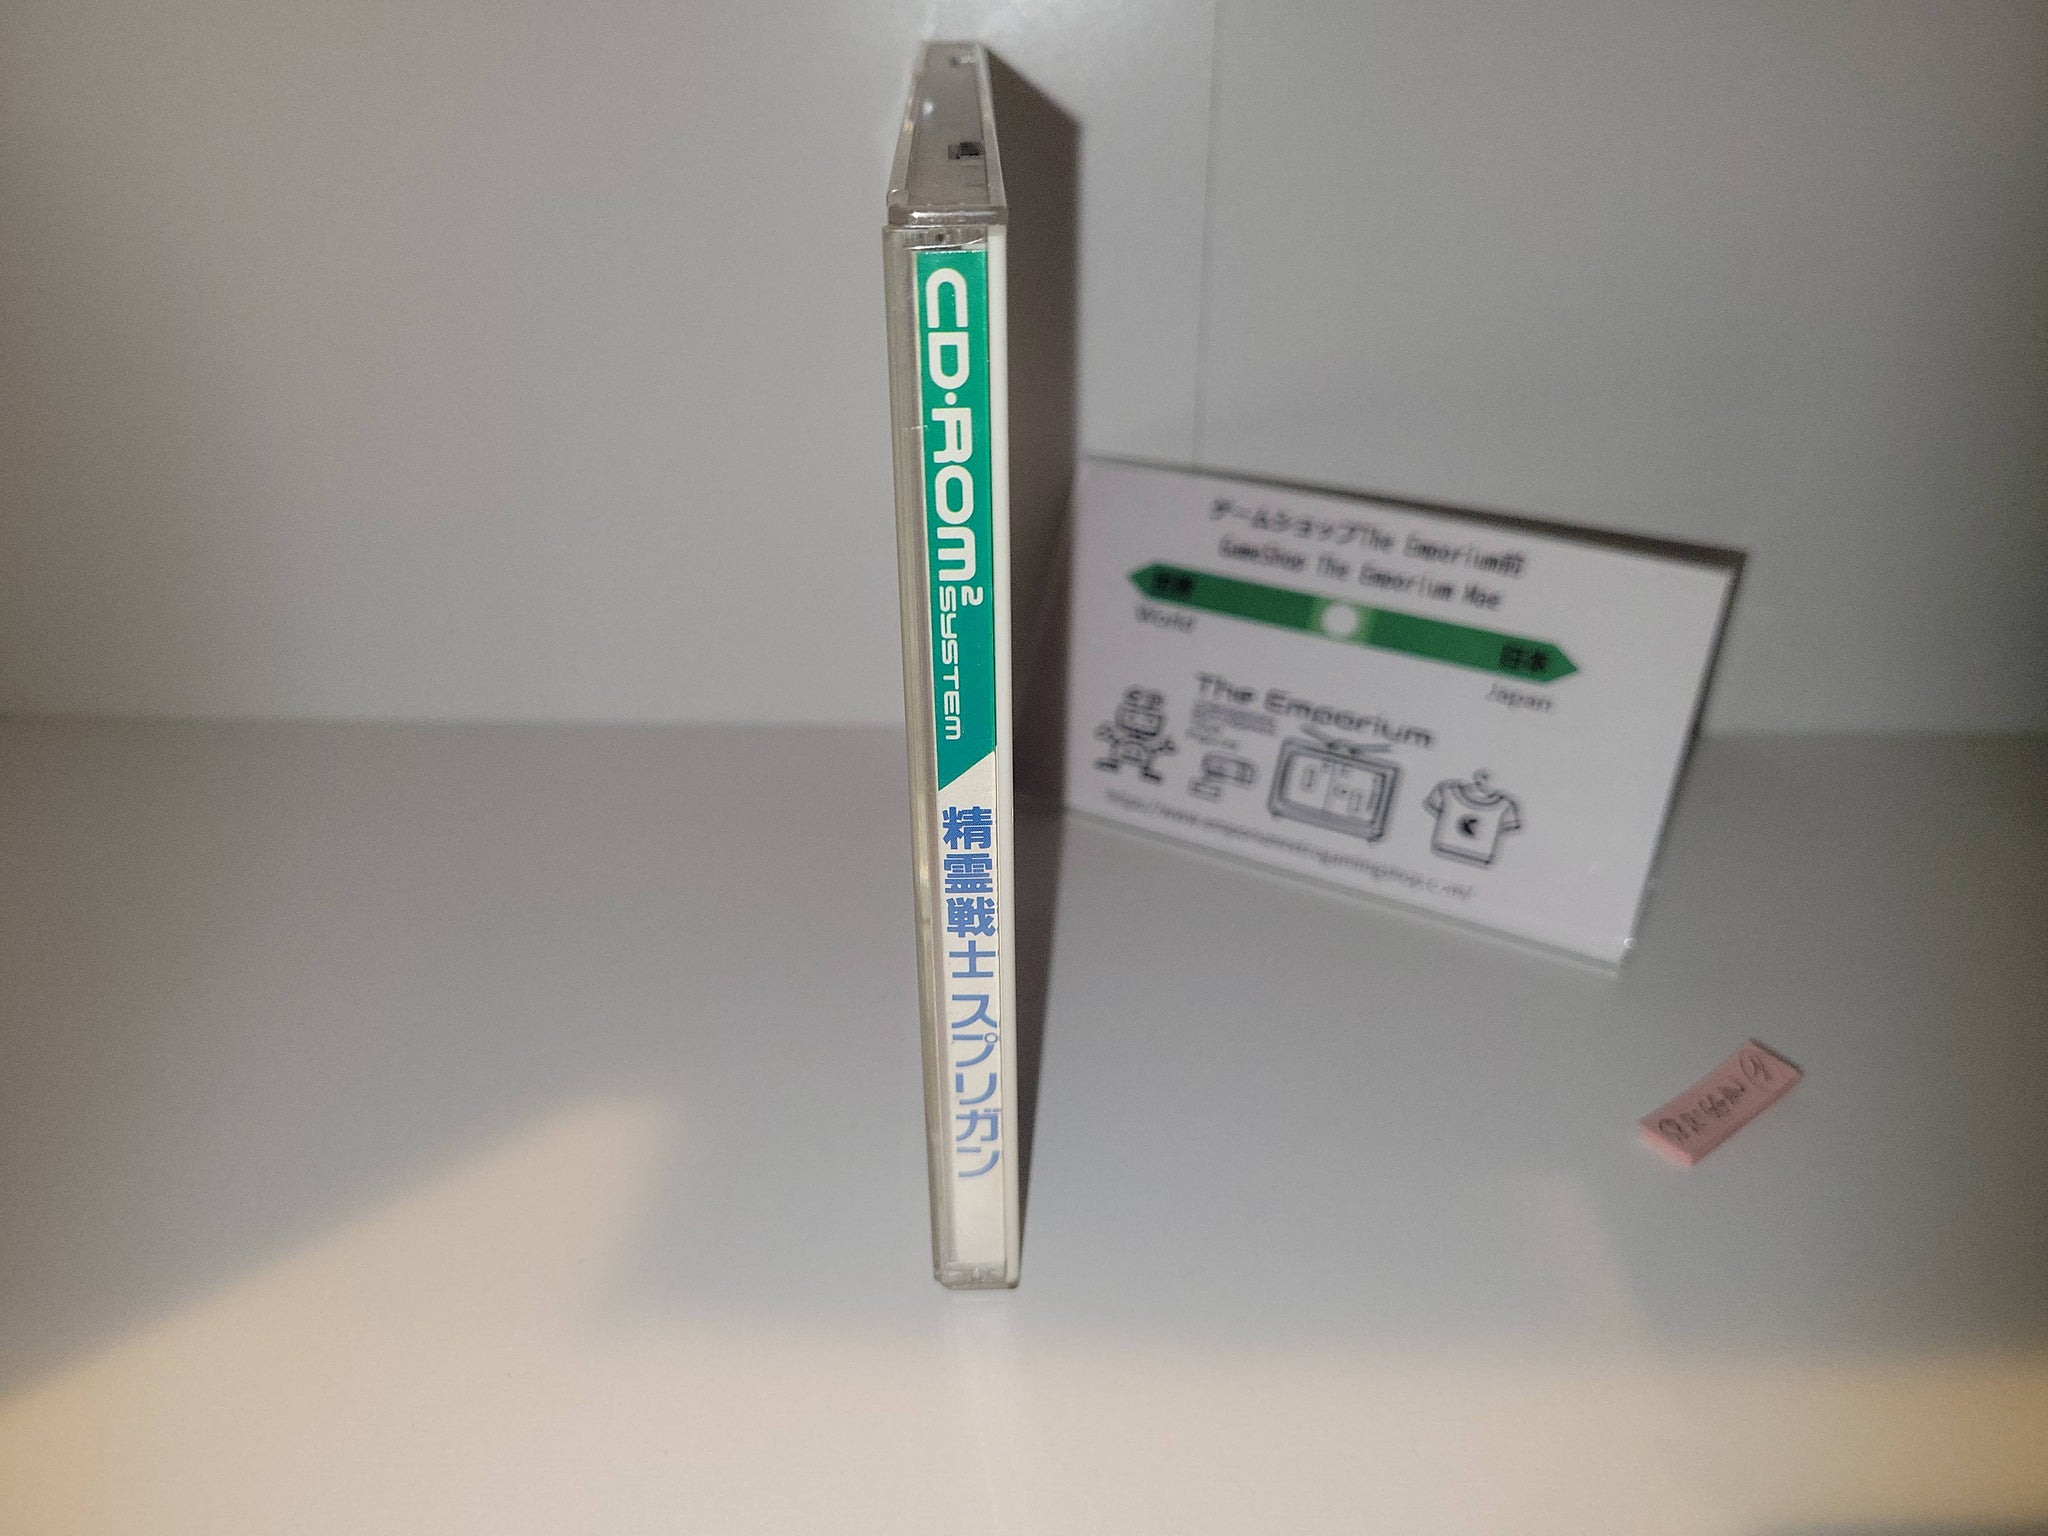 CD·ROM² SYSTEM
精霊戦士スプリガン
ゲームショップThe Emporium前
GameShop The Emporium Mae
World
日本
Japan
The Emporium